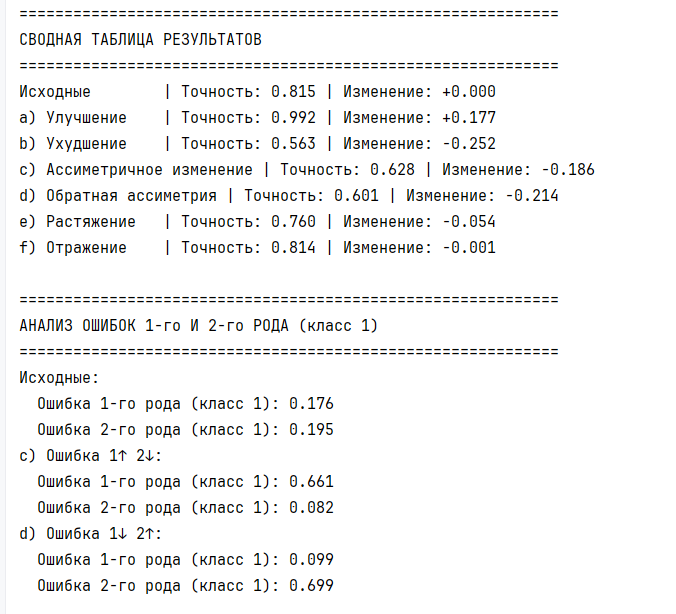 ============================================================
СВОДНАЯ ТАБЛИЦА РЕЗУЛЬТАТОВ
============================================================
Исходные        | Точность: 0.815 | Изменение: +0.000
a) Улучшение    | Точность: 0.992 | Изменение: +0.177
b) Ухудшение    | Точность: 0.563 | Изменение: -0.252
c) Ассиметричное изменение | Точность: 0.628 | Изменение: -0.186
d) Обратная ассиметрия | Точность: 0.601 | Изменение: -0.214
e) Растяжение   | Точность: 0.760 | Изменение: -0.054
f) Отражение    | Точность: 0.814 | Изменение: -0.001

============================================================
АНАЛИЗ ОШИБОК 1-го И 2-го РОДА (класс 1)
============================================================
Исходные:
  Ошибка 1-го рода (класс 1): 0.176
  Ошибка 2-го рода (класс 1): 0.195
c) Ошибка 1↑ 2↓:
  Ошибка 1-го рода (класс 1): 0.661
  Ошибка 2-го рода (класс 1): 0.082
d) Ошибка 1↓ 2↑:
  Ошибка 1-го рода (класс 1): 0.099
  Ошибка 2-го рода (класс 1): 0.699